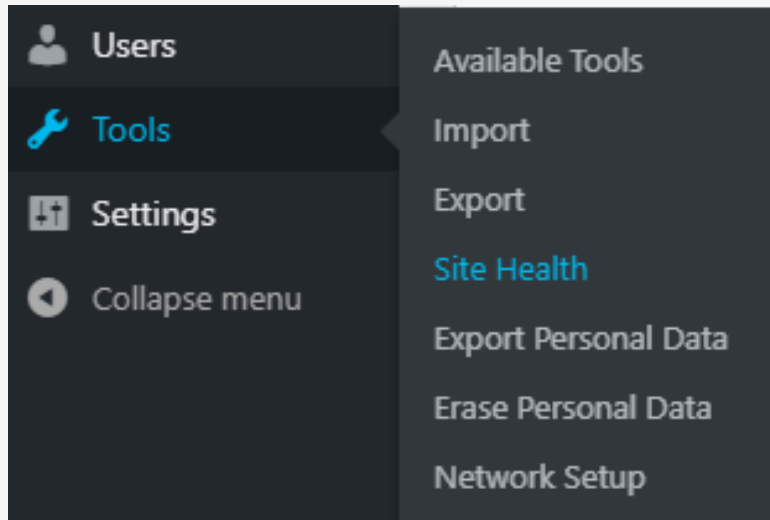 Users
Tools
Settings
Collapse menu
Available Tools
Import
Export
Site Health
Export Personal Data
Erase Personal Data
Network Setup